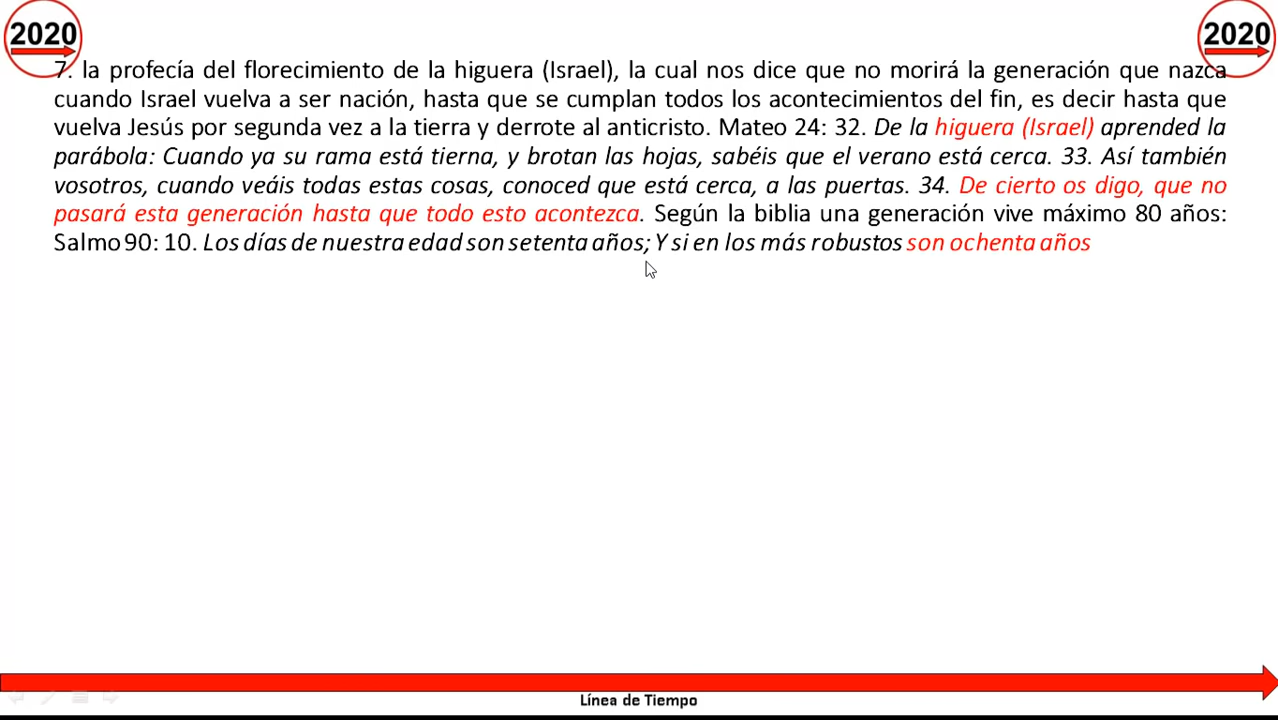 2020
2020
7. la profecía del florecimiento de la higuera (Israel), la cual nos dice que no morirá la generación que nazca
cuando Israel vuelva a ser nación, hasta que se cumplan todos los acontecimientos del fin, es decir hasta que
vuelva Jesús por segunda vez a la tierra y derrote al anticristo. Mateo 24: 32. De la higuera (Israel) aprended la
parábola: Cuando ya su rama está tierna, y brotan las hojas, sabéis que el verano está cerca. 33. Así también
vosotros, cuando veáis todas estas cosas, conoced que está cerca, a las puertas. 34. De cierto os digo, que no
pasará esta generación hasta que todo esto acontezca. Según la biblia una generación vive máximo 80 años:
Salmo 90: 10. Los días de nuestra edad son setenta años; Y si en los más robustos son ochenta años
Línea de Tiempo